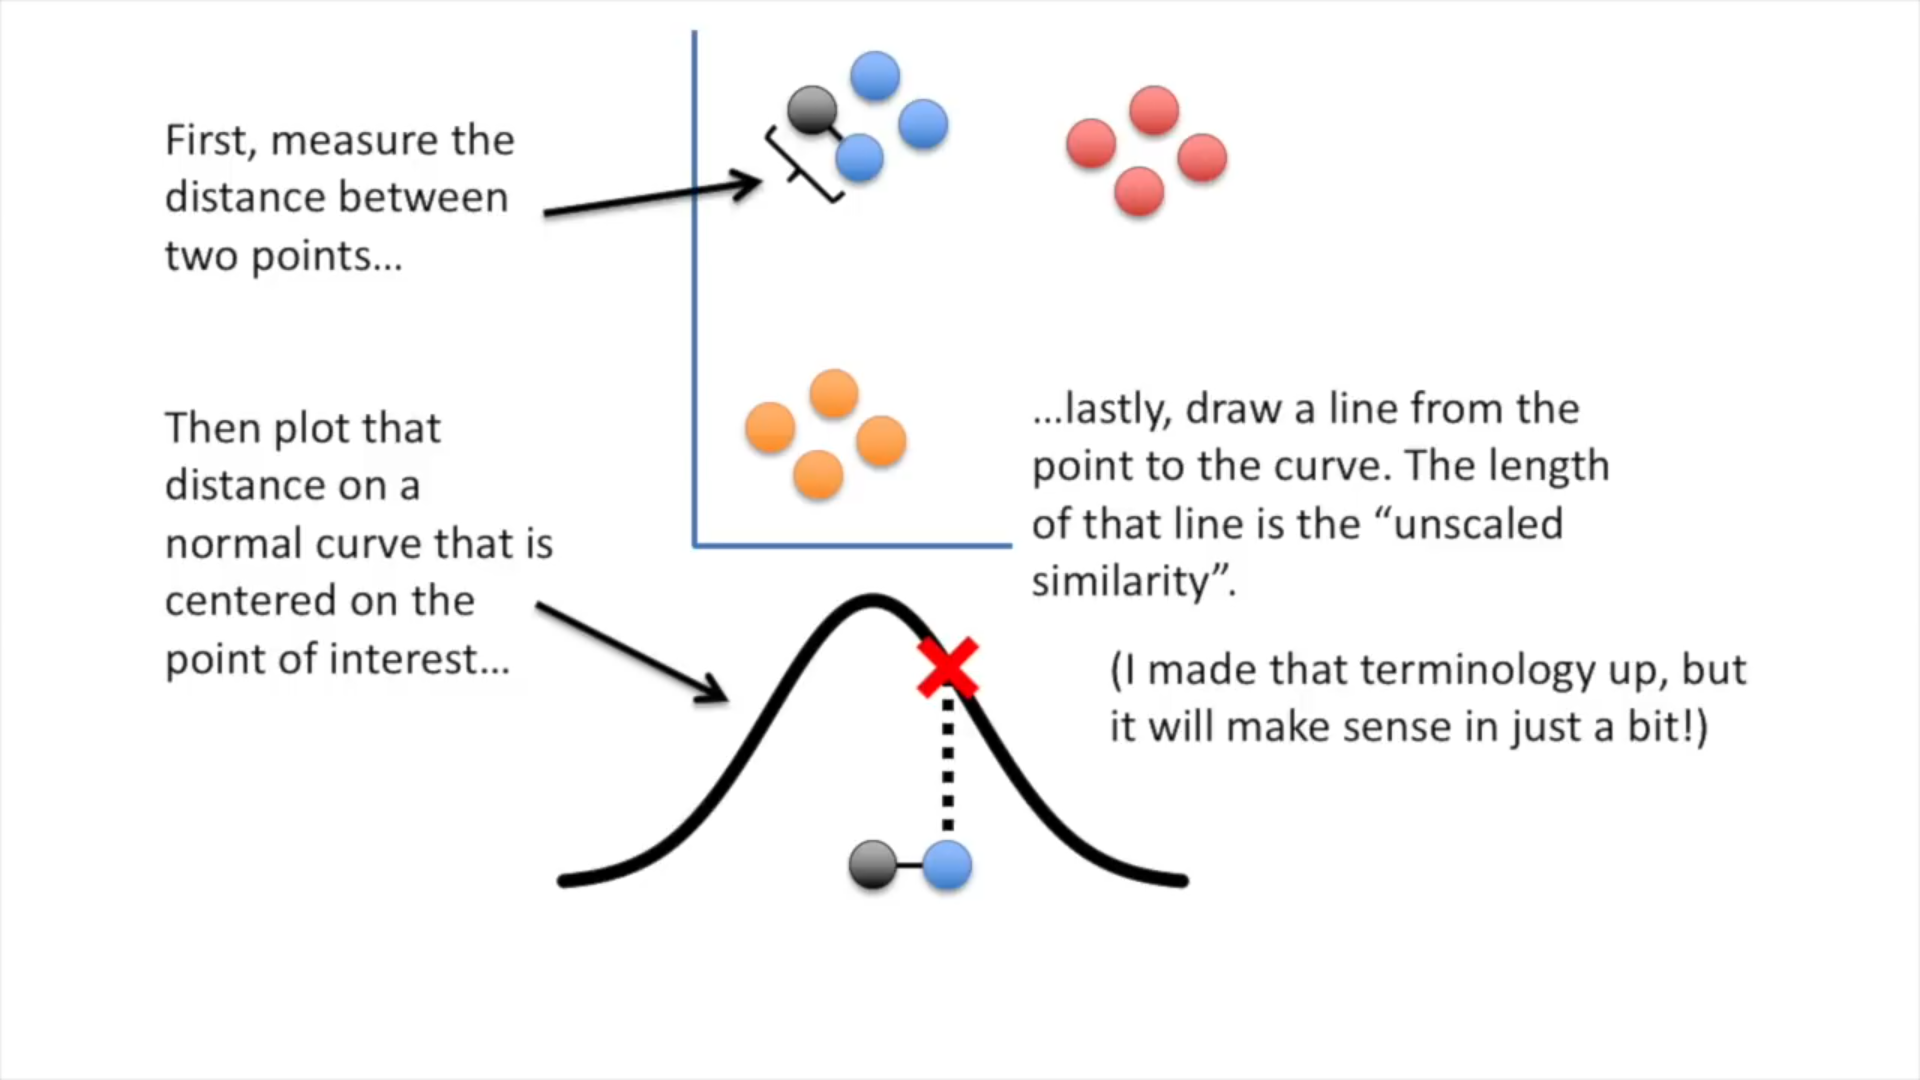 First, measure the
distance between
two points...
Then plot that
distance on a
normal curve that is
centered on the
point of interest...
...lastly, draw a line from the
point to the curve. The length
of that line is the “unscaled
similarity”.
(I made that terminology up, but
it will make sense in just a bit!)